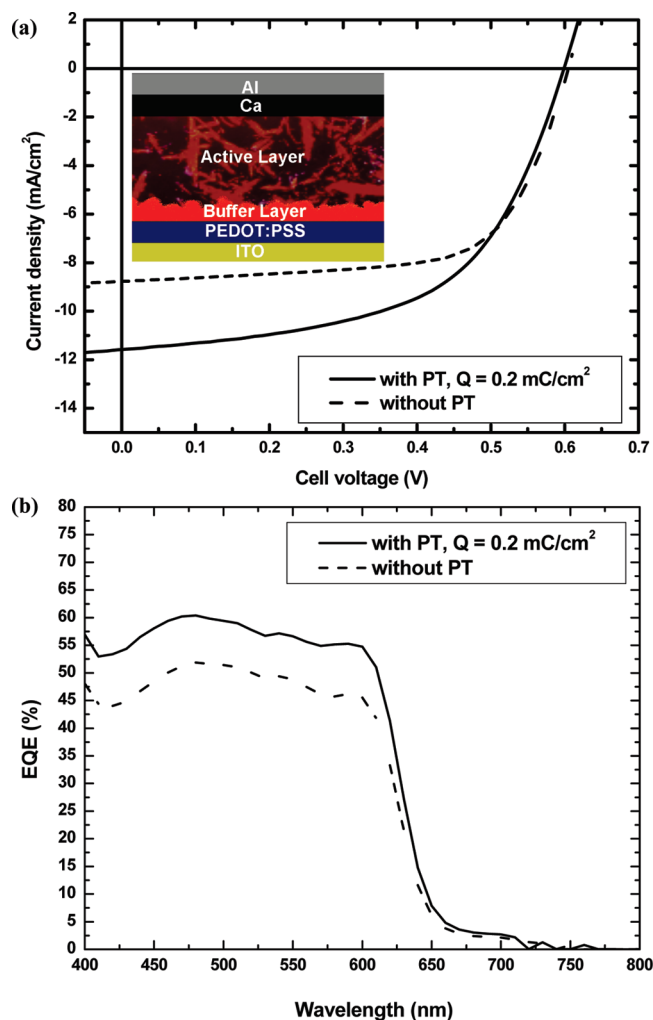 (a)
2
0
-2
-4
-6
-8
-10
-12
-14
Current density (mA/cm²)
Al
Ca
Active Layer
Buffer Layer
PEDOT:PSS
ITO
with PT, Q = 0.2 mC/cm²
without PT
0.0 0.1 0.2 0.3 0.4 0.5 0.6 0.7
Cell voltage (V)
(b)
80
75
70
65
60
55
50
45
40
35
30
25
20
15
10
5
0
EQE (%)
with PT, Q = 0.2 mC/cm²
without PT
400 450 500 550 600 650 700 750 800
Wavelength (nm)